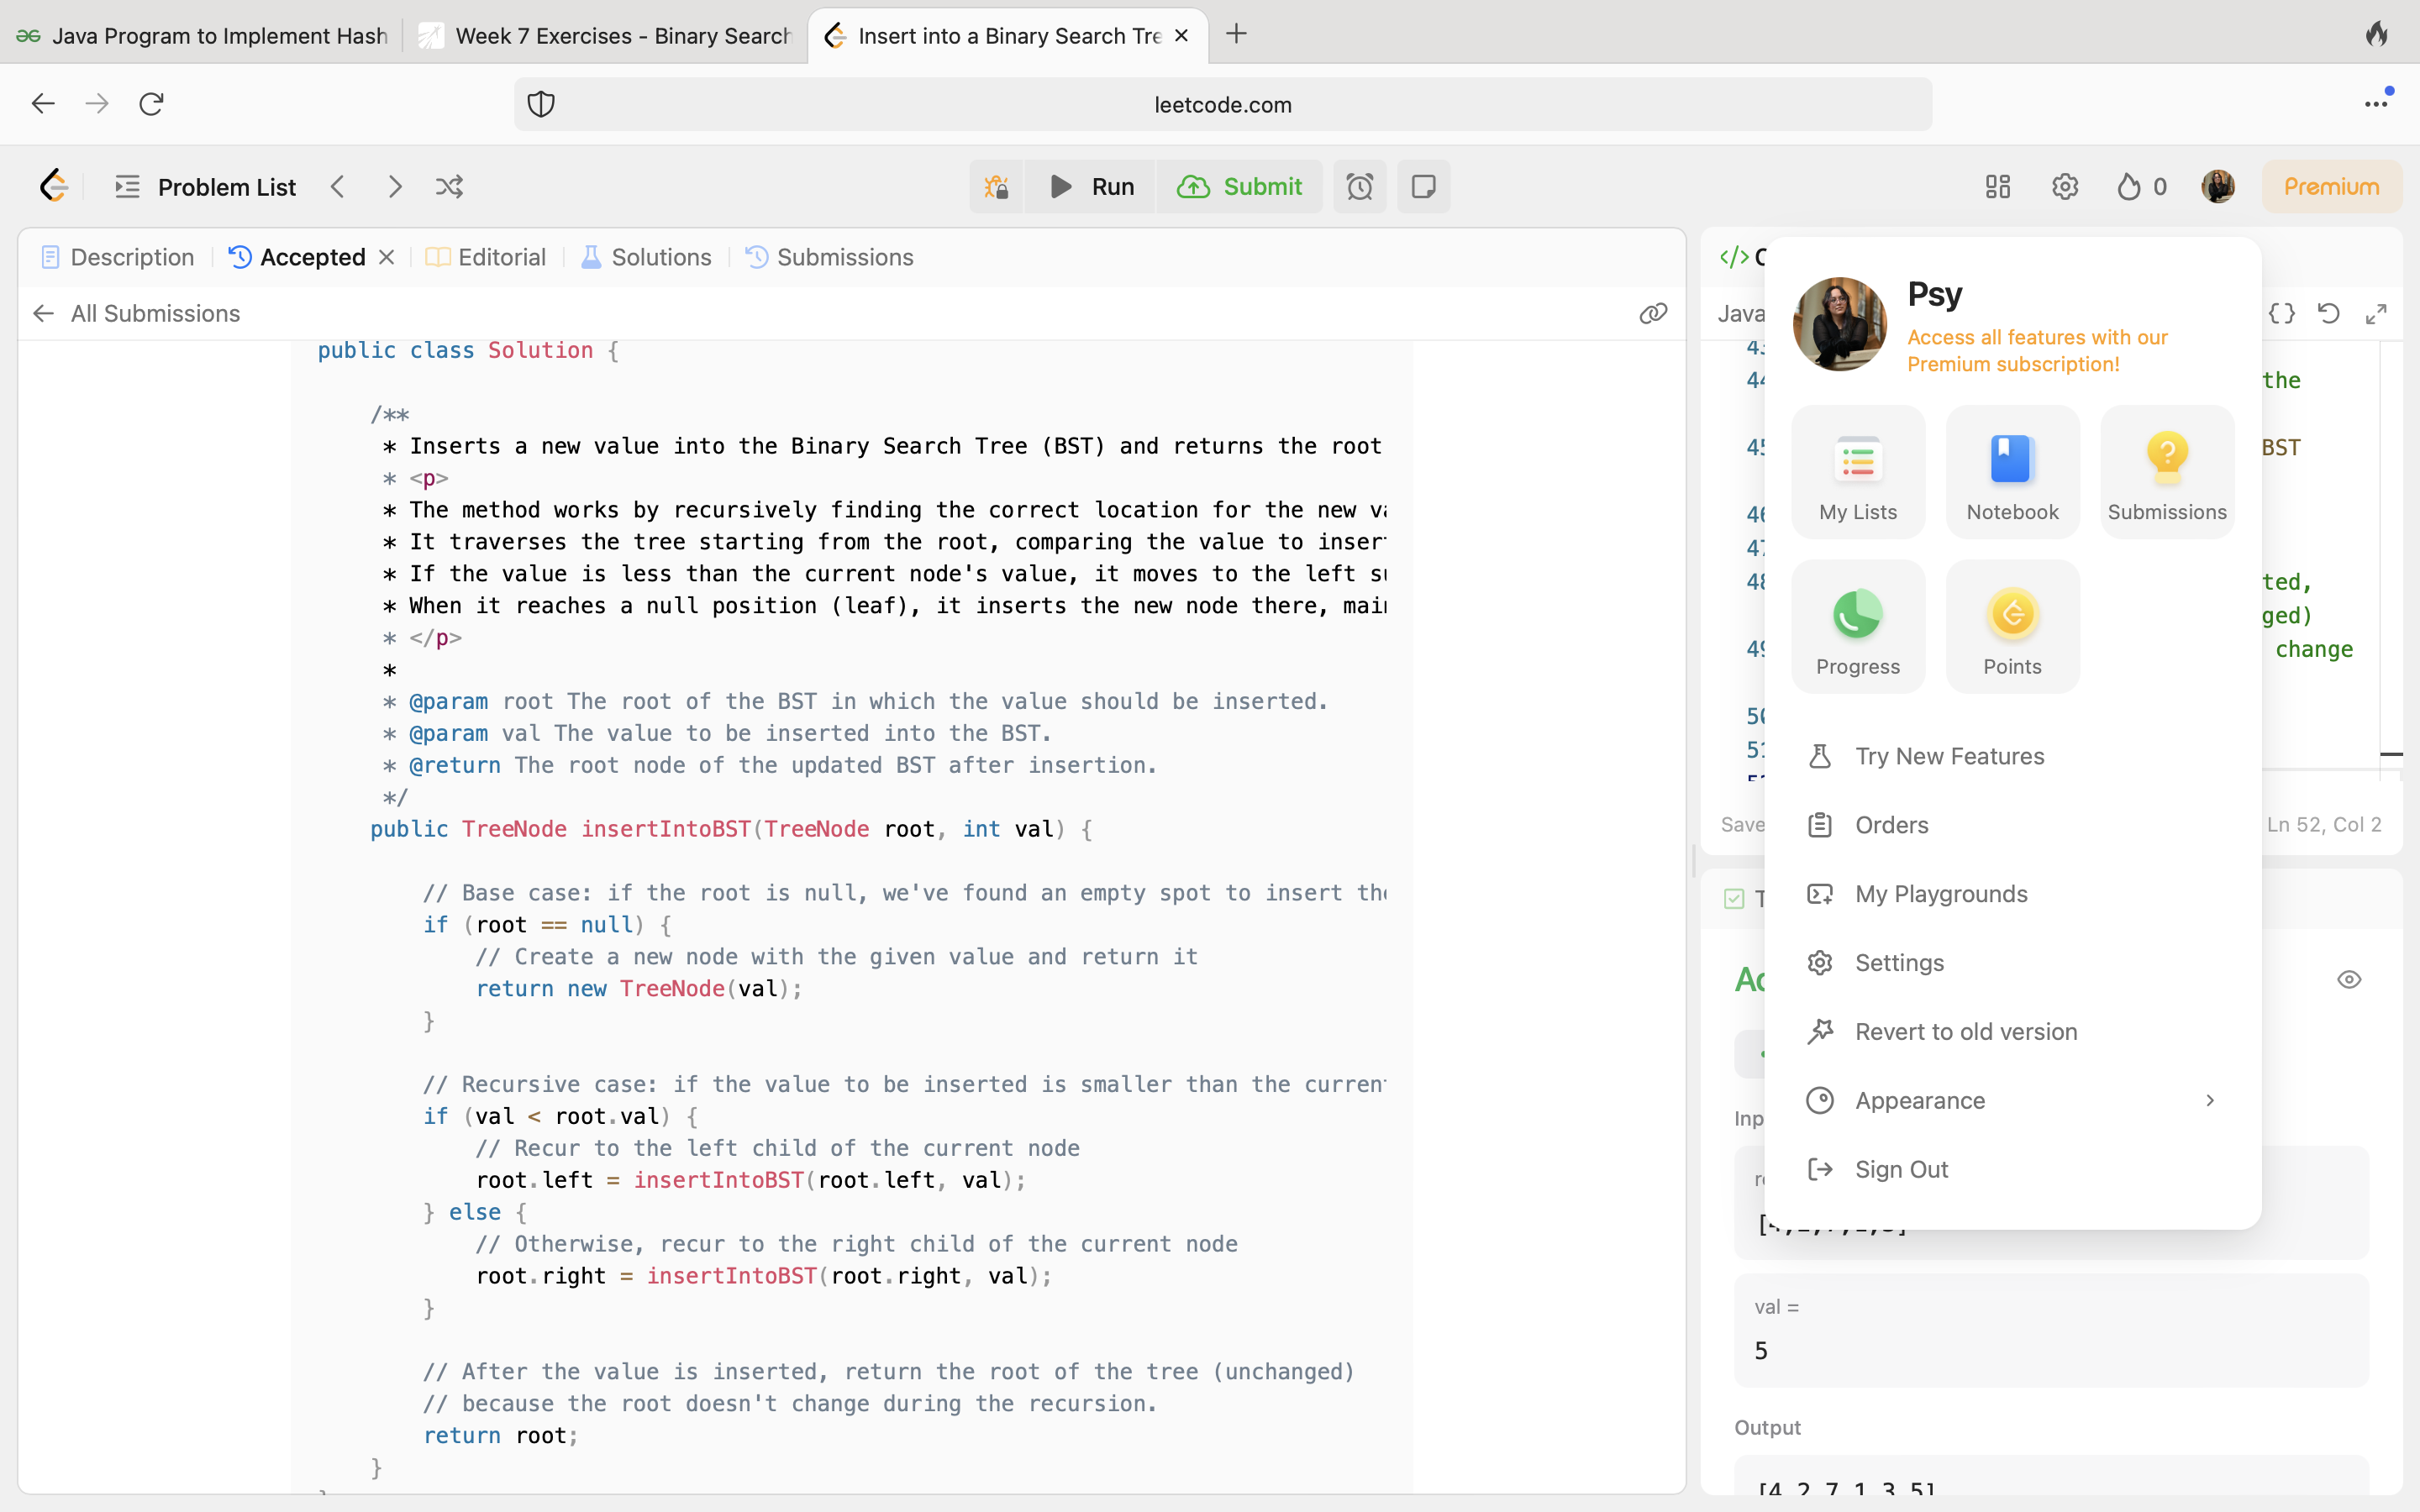 Java Program to Implement Hash
Week 7 Exercises - Binary Search
Insert into a Binary Search Tre
leetcode.com
Problem List
Run
Submit
0
Premium
Description
Accepted
Editorial
Solutions
Submissions
All Submissions
public class Solution {
/**
* Inserts a new value into the Binary Search Tree (BST) and returns the root
* <p>
* The method works by recursively finding the correct location for the new va
* It traverses the tree starting from the root, comparing the value to inser
* If the value is less than the current node's value, it moves to the left su
* When it reaches a null position (leaf), it inserts the new node there, main
* </p>
*
* @param root The root of the BST in which the value should be inserted.
* @param val The value to be inserted into the BST.
* @return The root node of the updated BST after insertion.
*/
public TreeNode insertIntoBST(TreeNode root, int val) {
// Base case: if the root is null, we've found an empty spot to insert the
if (root == null) {
// Create a new node with the given value and return it
return new TreeNode(val);
}
// Recursive case: if the value to be inserted is smaller than the current
if (val < root.val) {
// Recur to the left child of the current node
root.left = insertIntoBST(root.left, val);
} else {
// Otherwise, recur to the right child of the current node
root.right = insertIntoBST(root.right, val);
}
// After the value is inserted, return the root of the tree (unchanged)
// because the root doesn't change during the recursion.
return root;
}
</> C
Java
44 the
45 BST
46
47
48 ted,
ged)
49 change
50
51
Save
Ln 52, Col 2
Psy
Access all features with our
Premium subscription!
My Lists
Notebook
Submissions
Progress
Points
Try New Features
Orders
My Playgrounds
Settings
Revert to old version
Appearance
Sign Out
T
Ac
Inp
[4,2,7,1,3]
val =
5
Output
[4,2,7,1,3,5]